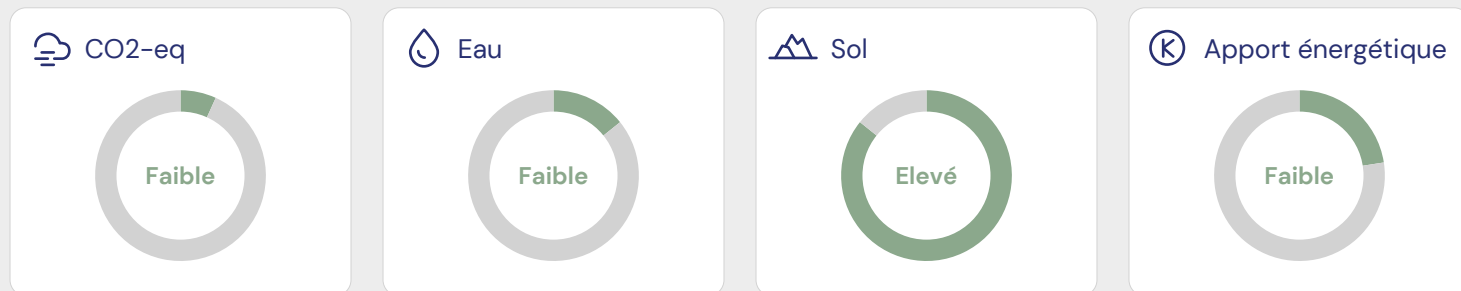 CO2-eq
Faible
Eau
Faible
Sol
Elevé
Apport énergétique
Faible